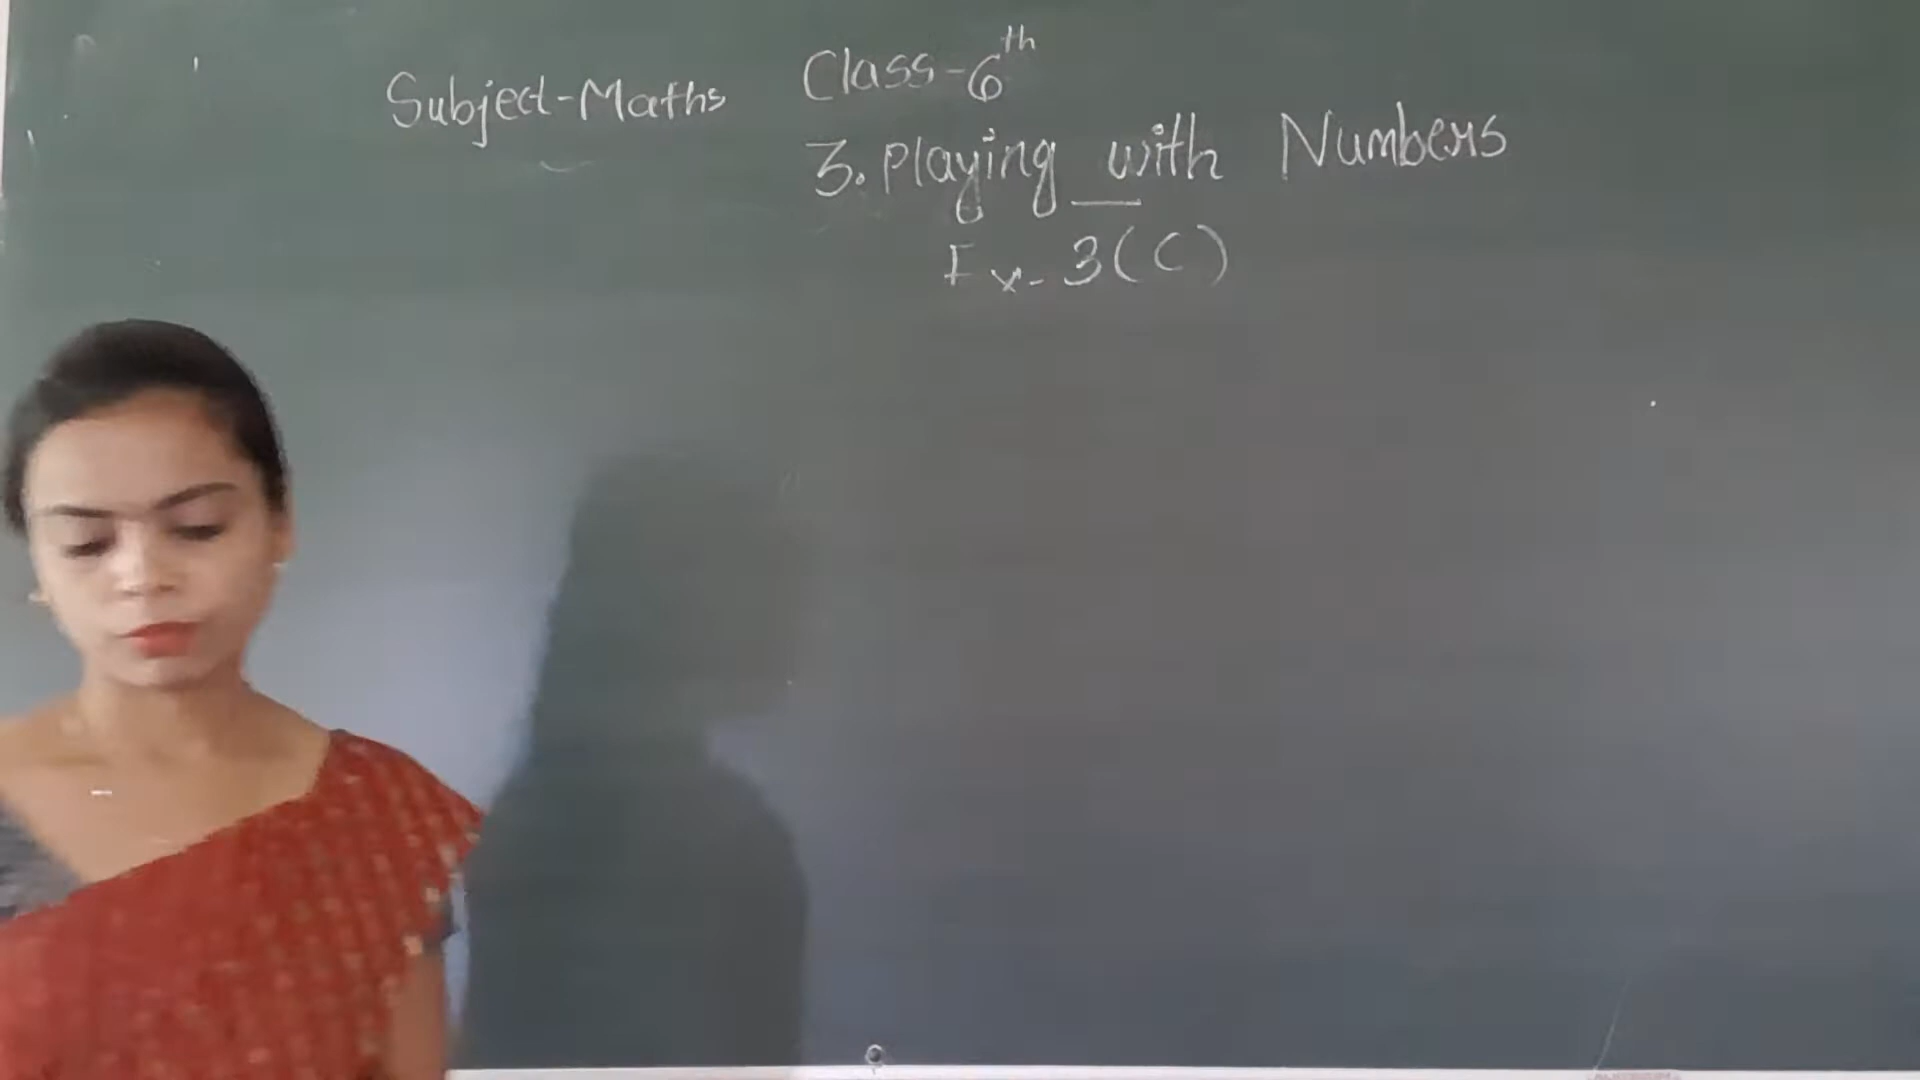 Subject-Maths Class-6th
3. Playing with Numbers
Ex- 3(C)